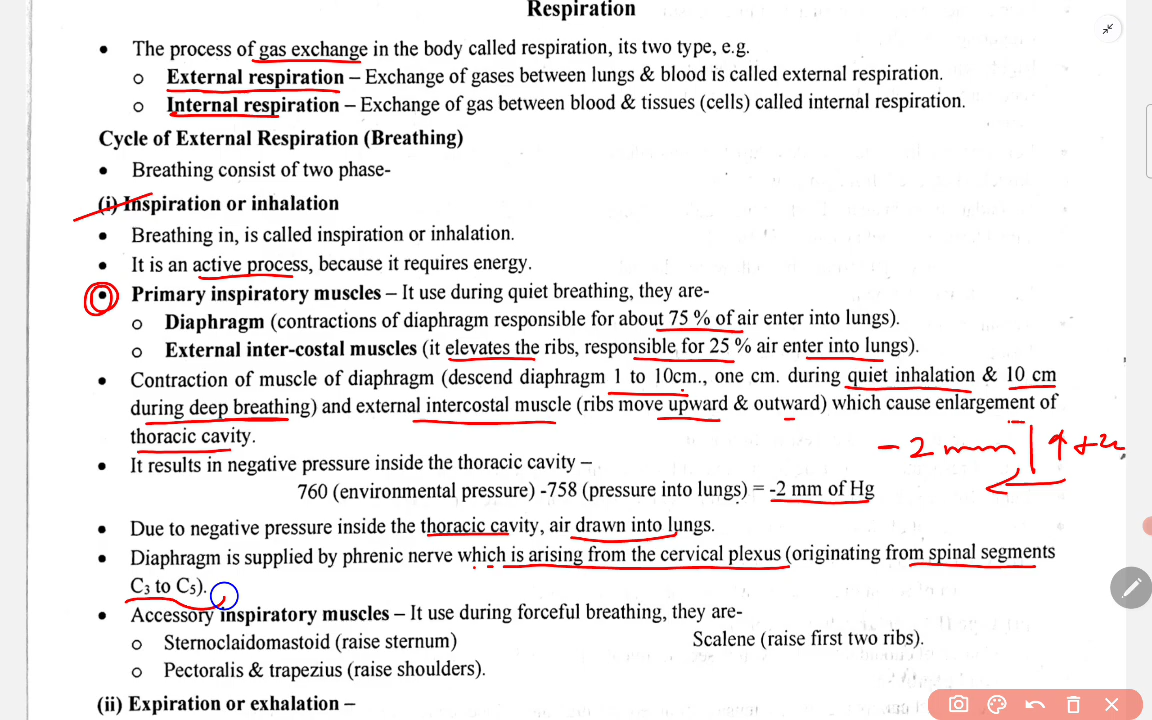 Respiration
• The process of gas exchange in the body called respiration, its two type, e.g.
o External respiration – Exchange of gases between lungs & blood is called external respiration.
o Internal respiration – Exchange of gas between blood & tissues (cells) called internal respiration.
Cycle of External Respiration (Breathing)
• Breathing consist of two phase-
(i) Inspiration or inhalation
• Breathing in, is called inspiration or inhalation.
• It is an active process, because it requires energy.
• Primary inspiratory muscles – It use during quiet breathing, they are-
o Diaphragm (contractions of diaphragm responsible for about 75 % of air enter into lungs).
o External inter-costal muscles (it elevates the ribs, responsible for 25 % air enter into lungs).
• Contraction of muscle of diaphragm (descend diaphragm 1 to 10cm., one cm. during quiet inhalation & 10 cm
during deep breathing) and external intercostal muscle (ribs move upward & outward) which cause enlargement of
thoracic cavity.
- 2 mm
• It results in negative pressure inside the thoracic cavity –
760 (environmental pressure) -758 (pressure into lungs) = -2 mm of Hg
• Due to negative pressure inside the thoracic cavity, air drawn into lungs.
• Diaphragm is supplied by phrenic nerve which is arising from the cervical plexus (originating from spinal segments
C3 to C5).
• Accessory inspiratory muscles – It use during forceful breathing, they are-
o Sternoclaidomastoid (raise sternum) Scalene (raise first two ribs).
o Pectoralis & trapezius (raise shoulders).
(ii) Expiration or exhalation –